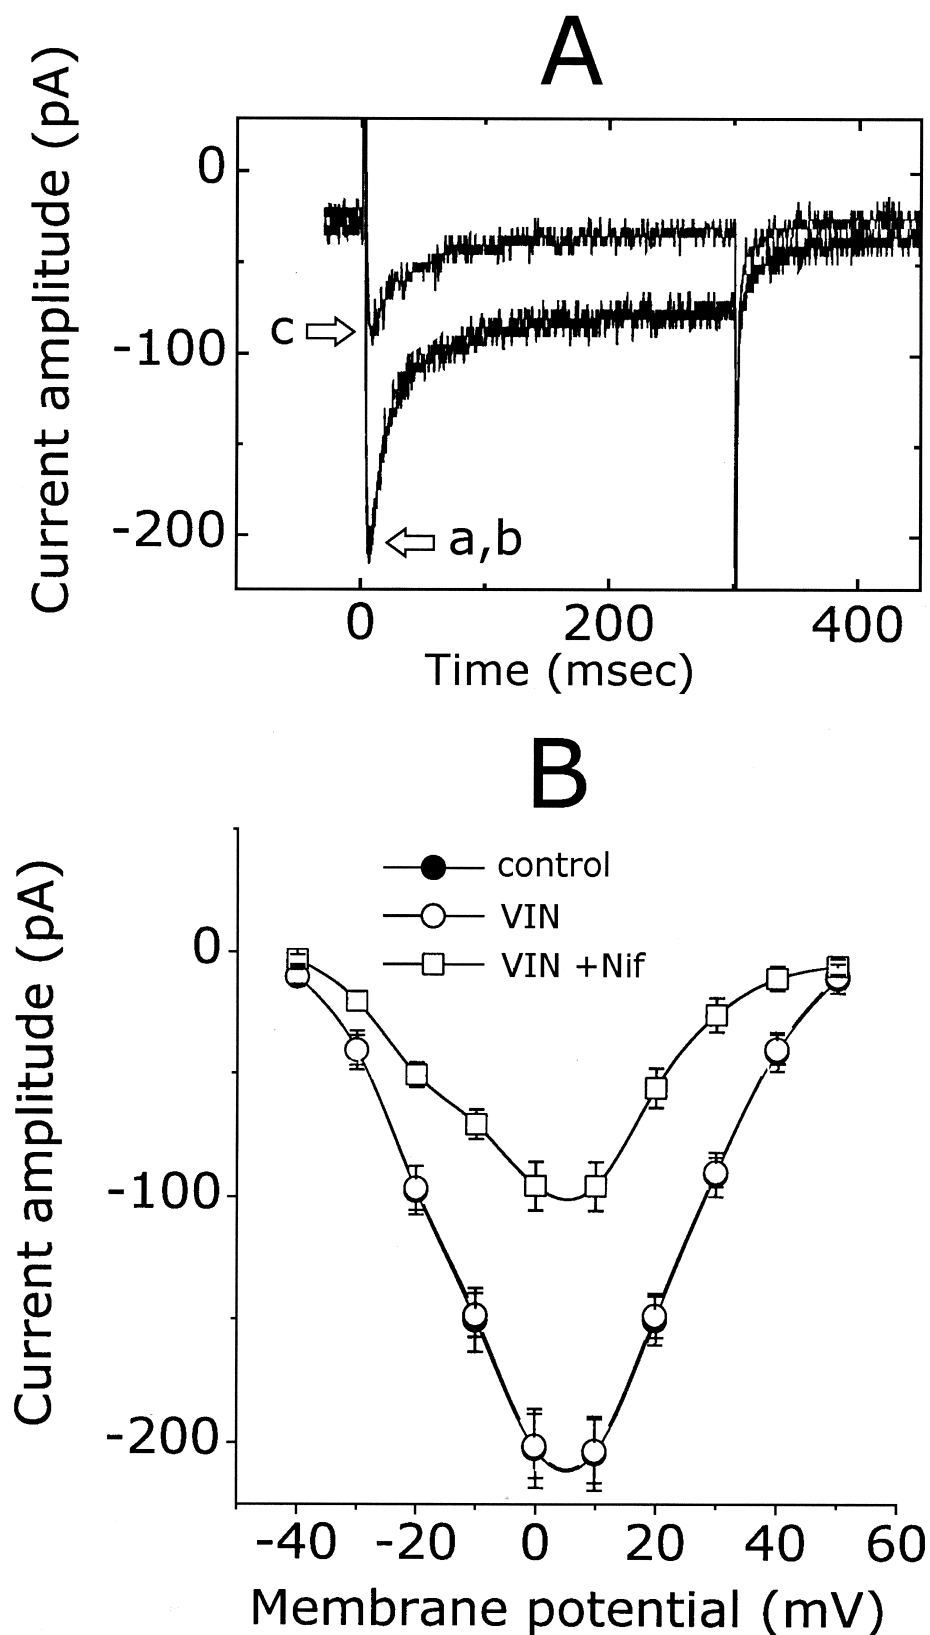 A
Current amplitude (pA)
0
-100
-200
c
a,b
0 200 400
Time (msec)
B
Current amplitude (pA)
control
VIN
VIN +Nif
0
-100
-200
-40 -20 0 20 40 60
Membrane potential (mV)